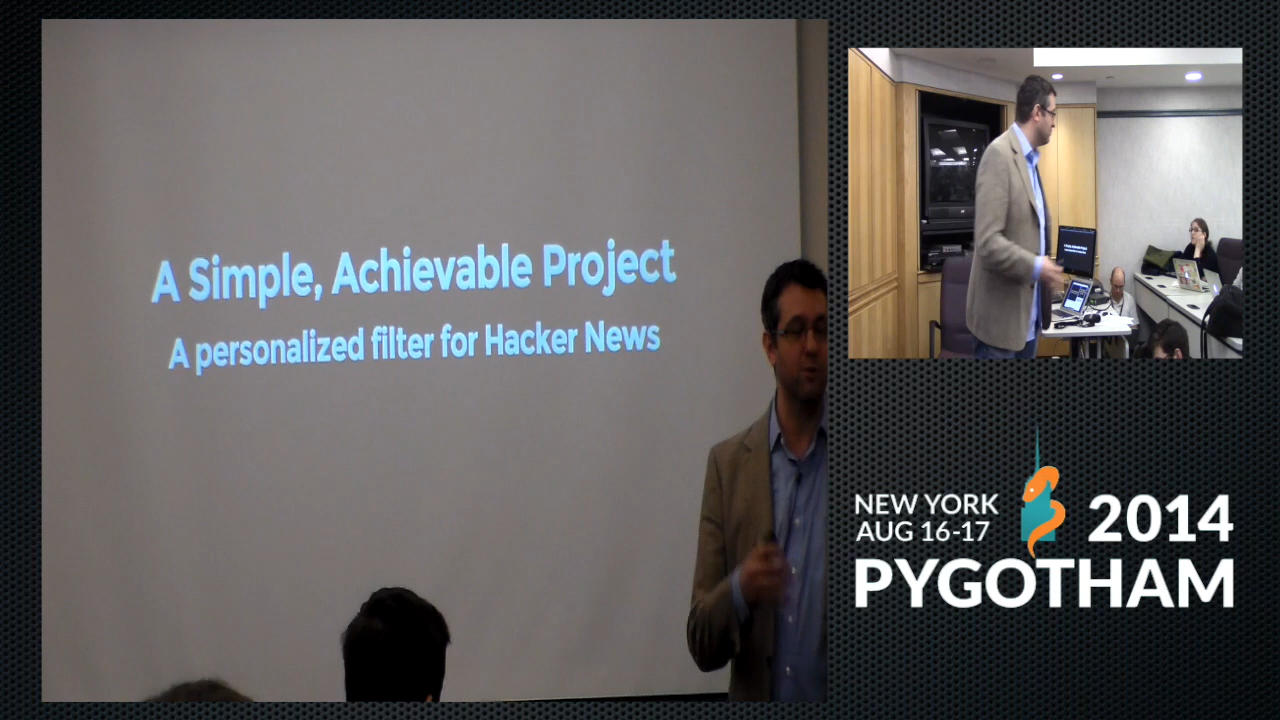 A Simple, Achievable Project
A personalized filter for Hacker News
NEW YORK
AUG 16-17
2014
PYGOTHAM